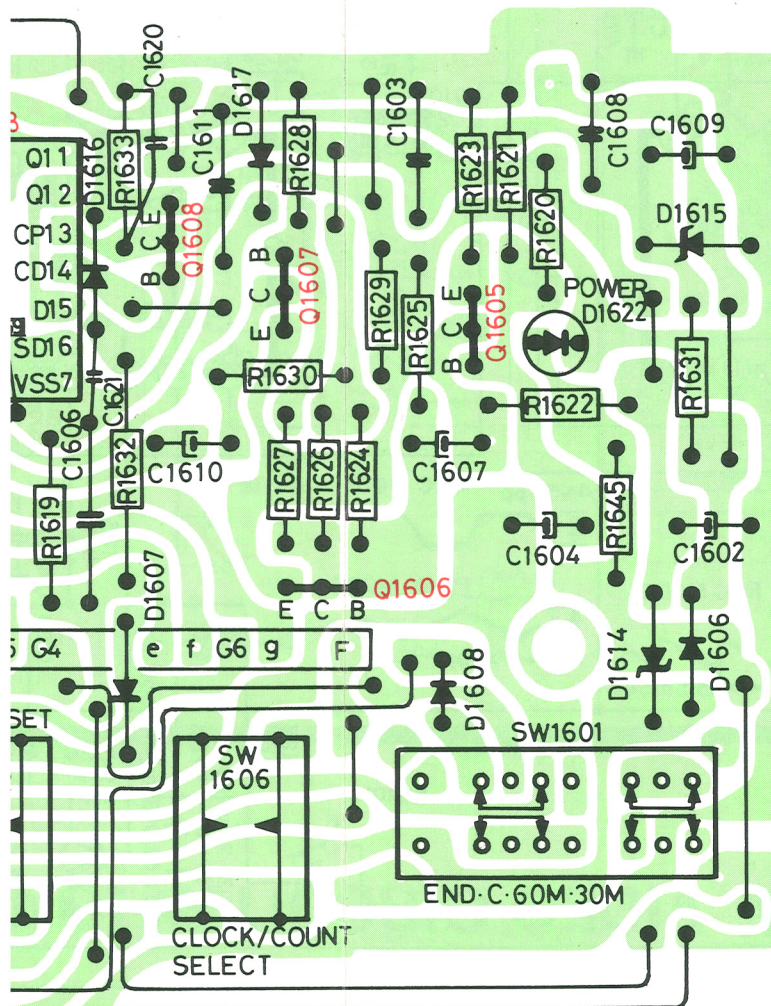 C1620
D1617
C1611
C1603
C1608
C1609
3
Q11
D1616
R1633
R1628
R1623
R1621
R1620
Q12
E
CP13
C
Q1608
B
D1615
CD14
B
C
E
Q1607
R1629
R1625
E
C
B
Q1605
POWER
D1622
D15
SD16
VSS7
C1621
R1630
R1631
R1622
C1606
R1632
C1610
R1627
R1626
R1624
C1607
R1619
R1645
C1604
C1602
D1607
Q1606
E C B
G4 e f G6 g F
D1608
D1614
D1606
SET
SW
1606
SW1601
END·C·60M·30M
CLOCK/COUNT
SELECT